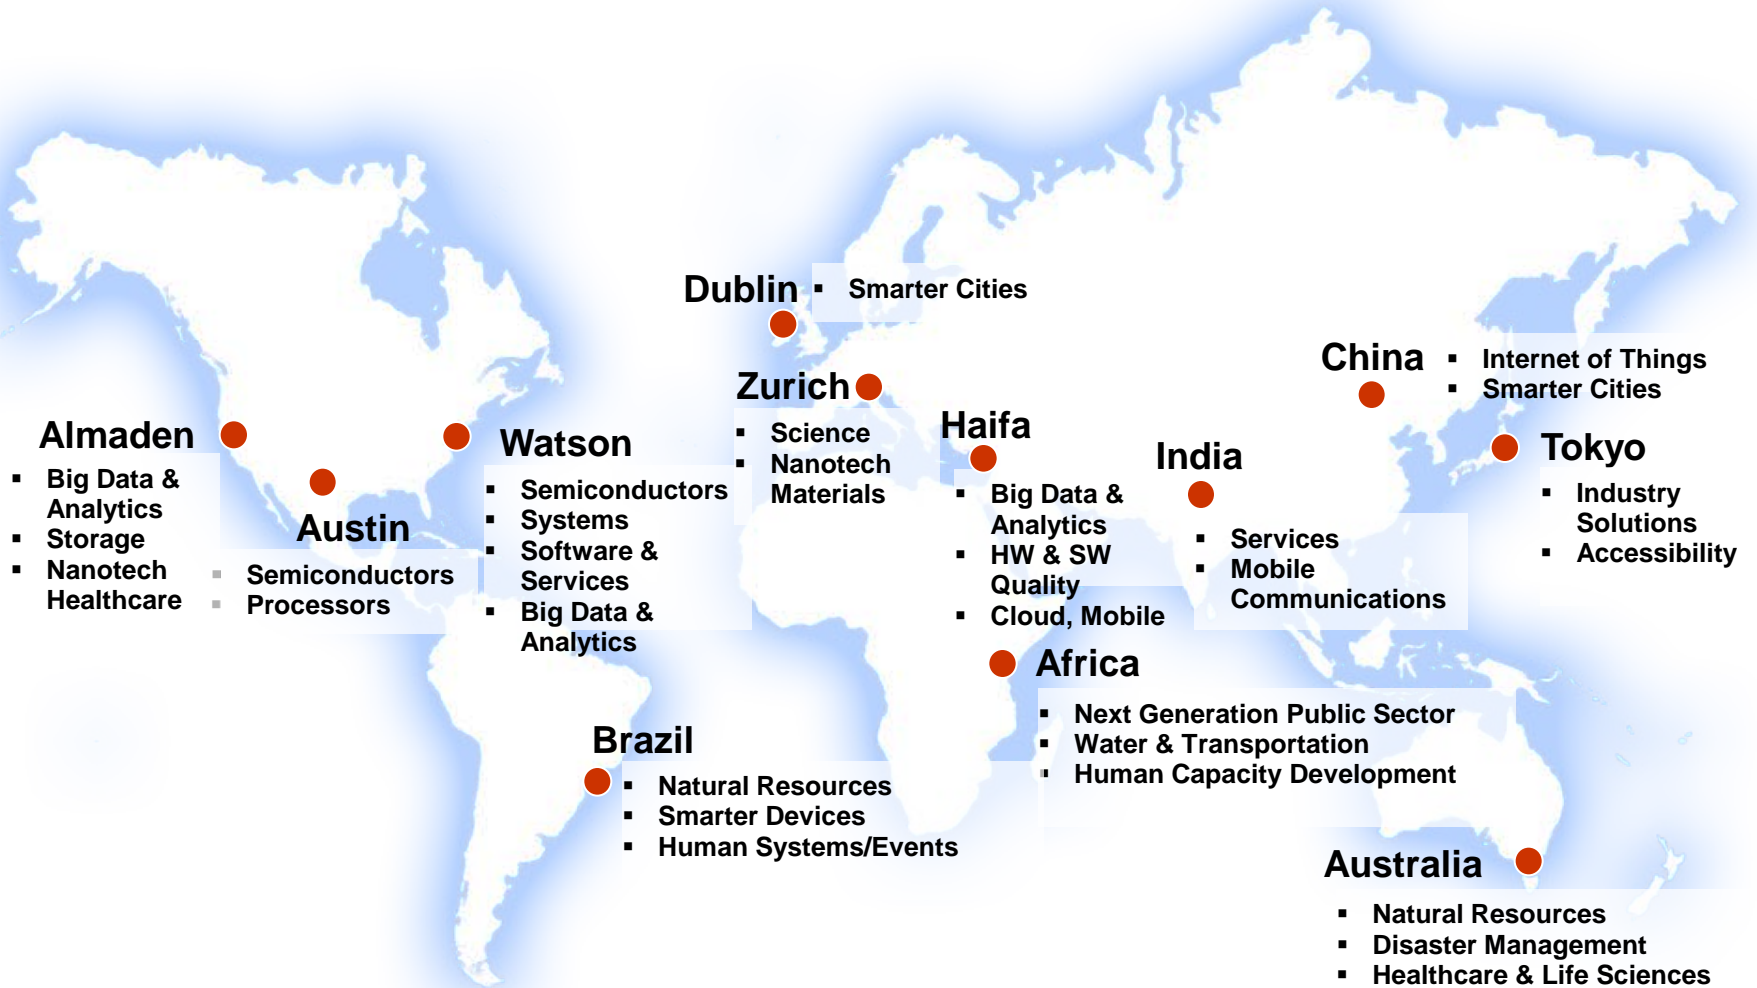 Dublin
▪ Smarter Cities
China
▪ Internet of Things
▪ Smarter Cities
Zurich
▪ Science
▪ Nanotech
Materials
Haifa
▪ Big Data &
Analytics
▪ HW & SW
Quality
▪ Cloud, Mobile
Almaden
▪ Big Data &
Analytics
▪ Storage
▪ Nanotech
Healthcare
Austin
▪ Semiconductors
▪ Processors
Watson
▪ Semiconductors
▪ Systems
▪ Software &
Services
▪ Big Data &
Analytics
India
▪ Services
▪ Mobile
Communications
Tokyo
▪ Industry
Solutions
▪ Accessibility
Africa
▪ Next Generation Public Sector
▪ Water & Transportation
▪ Human Capacity Development
Brazil
▪ Natural Resources
▪ Smarter Devices
▪ Human Systems/Events
Australia
▪ Natural Resources
▪ Disaster Management
▪ Healthcare & Life Sciences